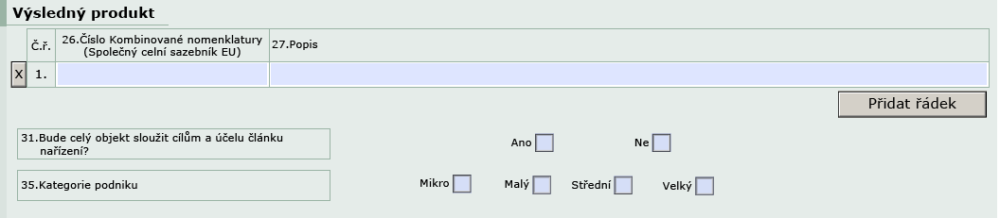 Výsledný produkt
Č.ř. 26.Číslo Kombinované nomenklatury 27.Popis
(Společný celní sazebník EU)
X 1.
Přidat řádek
31.Bude celý objekt sloužit cílům a účelu článku
nařízení?
Ano Ne
35.Kategorie podniku
Mikro Malý Střední Velký